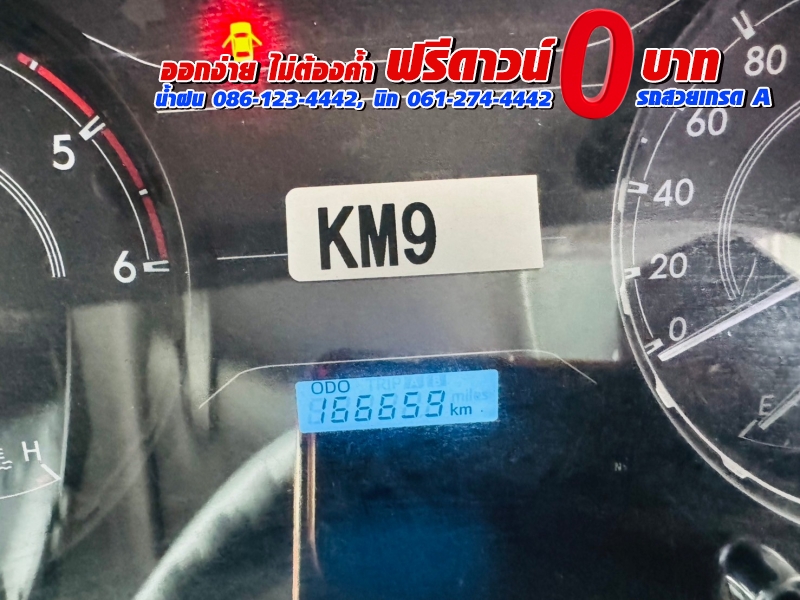 ออกง่าย ไม่ต้องค้ำ ฟรีดาวน์ 0 บาท
น้ำฝน 086-123-4442, นิก 061-274-4442 รถสวยเกรด A
80
60
5
KM9
40
6
20
0
ODO TRIP A B
166659 km miles
E
H